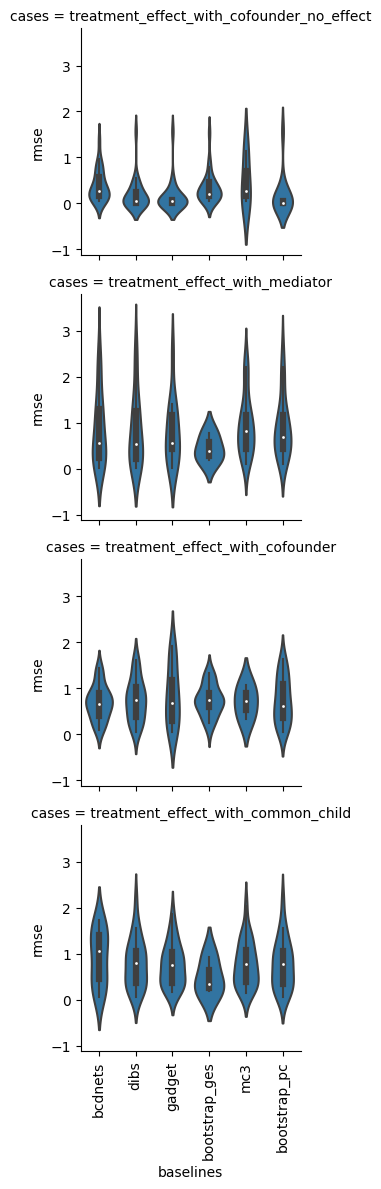 cases = treatment_effect_with_cofounder_no_effect
3
2
1
0
−1
rmse
cases = treatment_effect_with_mediator
3
2
1
0
−1
rmse
cases = treatment_effect_with_cofounder
3
2
1
0
−1
rmse
cases = treatment_effect_with_common_child
3
2
1
0
−1
rmse
bcdnets
dibs
gadget
bootstrap_ges
mc3
bootstrap_pc
baselines